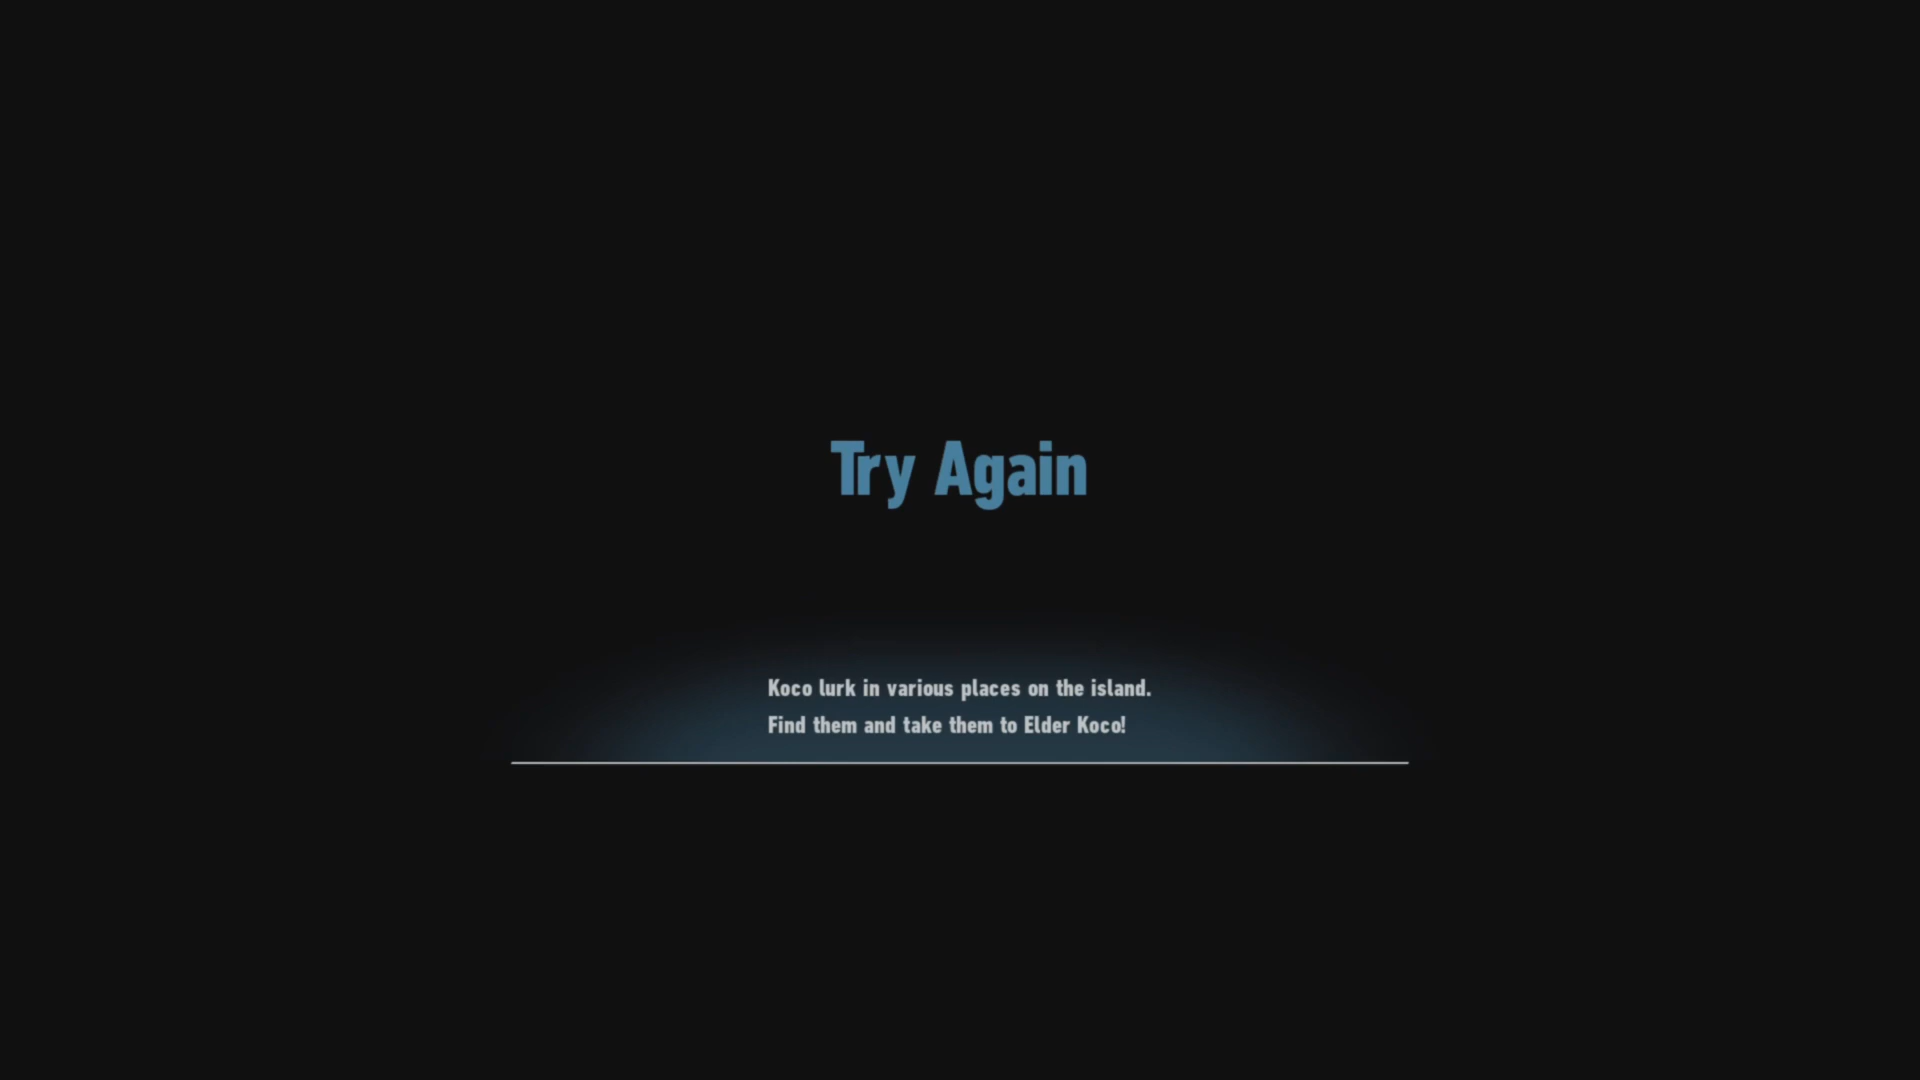 Try Again
Koco lurk in various places on the island.
Find them and take them to Elder Koco!